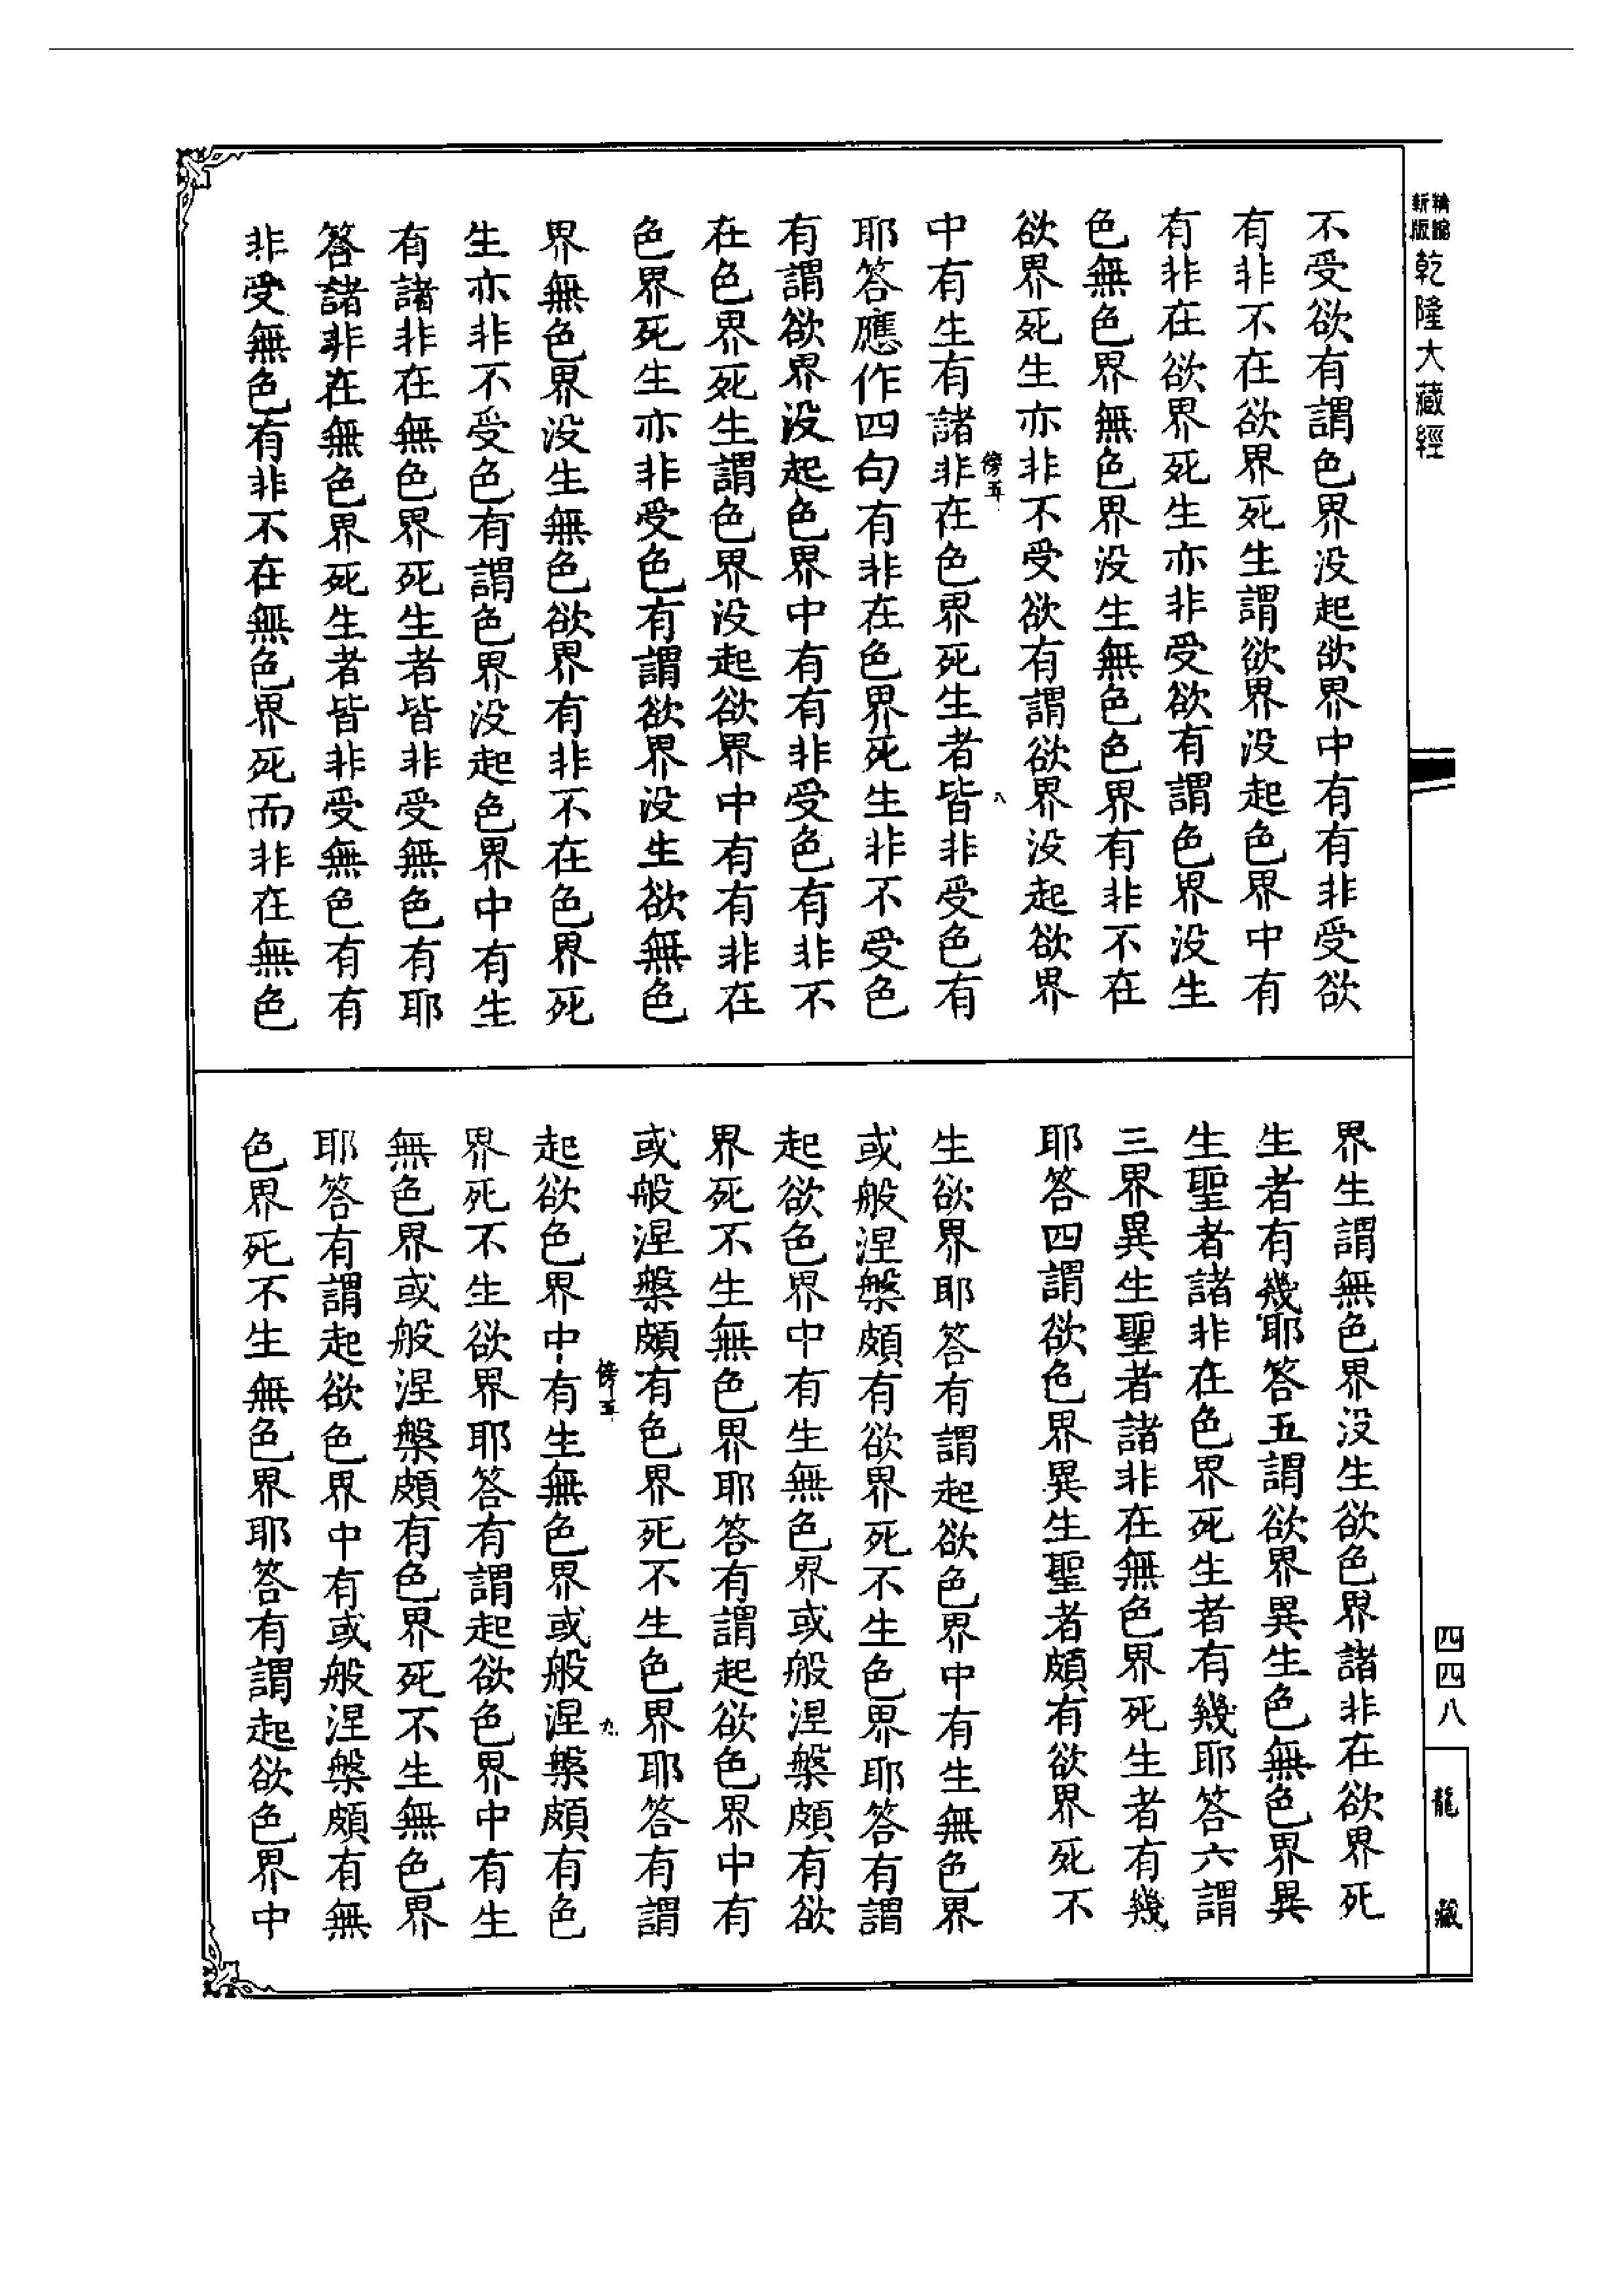 新編
縮版
乾隆大藏經
不受欲有謂色界没起欲界中有有非受欲
有非不在欲界死生謂欲界没起色界中有
有非在欲界死生亦非受欲有謂色界没生
色無色界無色界没生無色色界有非不在
欲界死生亦非不受欲有謂欲界没起欲界
中有生有諸非在色界死生者皆非受色有
傍五
八
耶答應作四句有非在色界死生非不受色
有謂欲界没起色界中有有非受色有非不
在色界死生謂色界没起欲界中有有非在
色界死生亦非受色有謂欲界没生欲無色
界無色界没生無色欲界有非不在色界死
生亦非不受色有謂色界没起色界中有生
有諸非在無色界死生者皆非受無色有耶
答諸非在無色界死生者皆非受無色有有
非受無色有非不在無色界死而非在無色
界生謂無色界没生欲色界諸非在欲界死
生者有幾耶答五謂欲界異生色無色界異
生聖者諸非在色界死生者有幾耶答六謂
三界異生聖者諸非在無色界死生者有幾
耶答四謂欲色界異生聖者頗有欲界死不
生欲界耶答有謂起欲色界中有生無色界
或般涅槃頗有欲界死不生色界耶答有謂
起欲色界中有生無色界或般涅槃頗有欲
界死不生無色界耶答有謂起欲色界中有
或般涅槃頗有色界死不生色界耶答有謂
傍五
九
起欲色界中有生無色界或般涅槃頗有色
界死不生欲界耶答有謂起欲色界中有生
無色界或般涅槃頗有色界死不生無色界
耶答有謂起欲色界中有或般涅槃頗有無
色界死不生無色界耶答有謂起欲色界中
四四八
龍藏